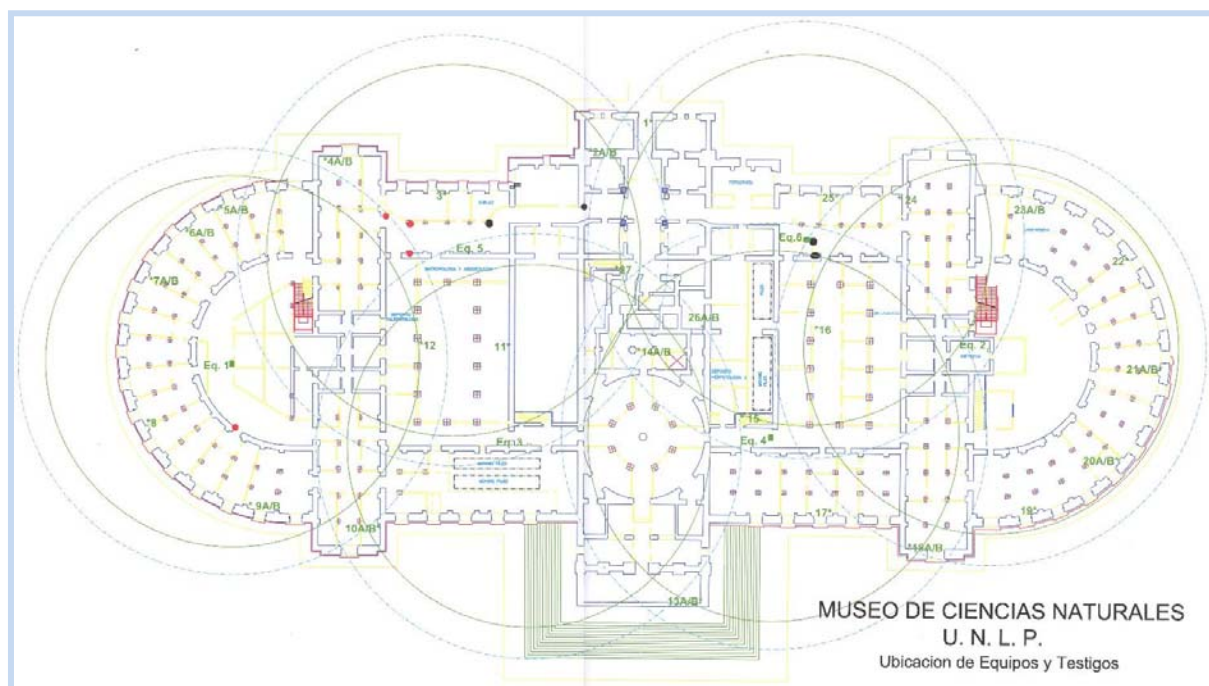 1*
*2A/B
*4A/B
3*
25*
*24
*5A/B
23A/B
*6A/B
Eq. 5
Eq.6
22*
*7A/B
26A/B
12
11*
*14A/B
*16
Eq. 2
Eq. 1
21A/B*
*8
*15
Eq. 3
Eq. 4
20A/B*
9A/B
10A/B*
17*
19*
*18A/B
13A/B*
MUSEO DE CIENCIAS NATURALES
U. N. L. P.
Ubicacion de Equipos y Testigos